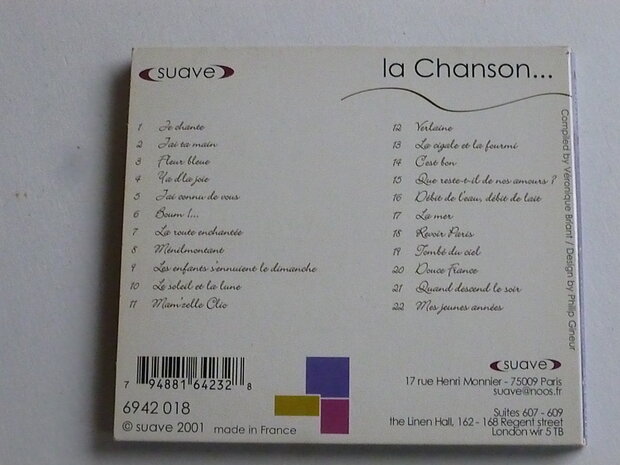 suave
la Chanson...
1 Je chante
2 J'ai ta main
3 Fleur bleue
4 Ya d'la joie
5 J'ai connu de vous
6 Boum !...
7 La route enchantée
8 Ménilmontant
9 Les enfants s'ennuient le dimanche
10 Le soleil et la lune
11 Mam'zelle Clio
12 Verlaine
13 La cigale et la fourmi
14 C'est bon
15 Que reste-t-il de nos amours ?
16 Débit de l'eau, débit de lait
17 La mer
18 Revoir Paris
19 Tombé du ciel
20 Douce France
21 Quand descend le soir
22 Mes jeunes années
Compiled by Véronique Briant / Design by Philip Gineur
7 94881 64232 8
6942 018
© suave 2001 made in France
suave
17 rue Henri Monnier - 75009 Paris
suave@noos.fr
Suites 607 - 609
the Linen Hall, 162 - 168 Regent street
London wir 5 TB